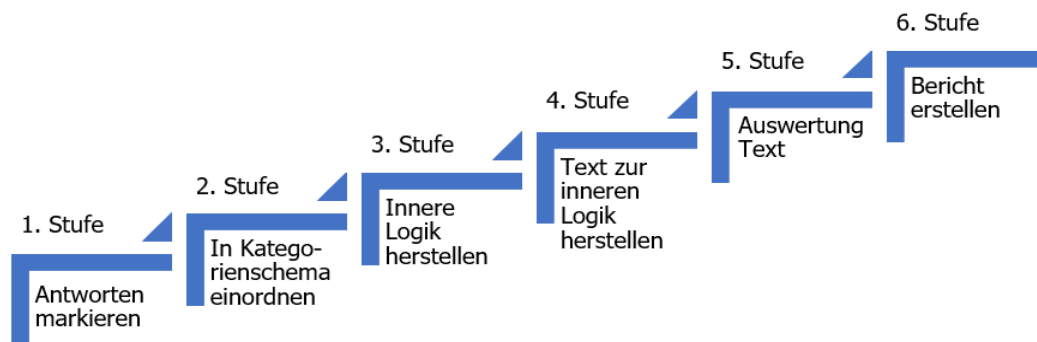 1. Stufe
Antworten
markieren
2. Stufe
In Katego-
rienschema
einordnen
3. Stufe
Innere
Logik
herstellen
4. Stufe
Text zur
inneren
Logik
herstellen
5. Stufe
Auswertung
Text
6. Stufe
Bericht
erstellen